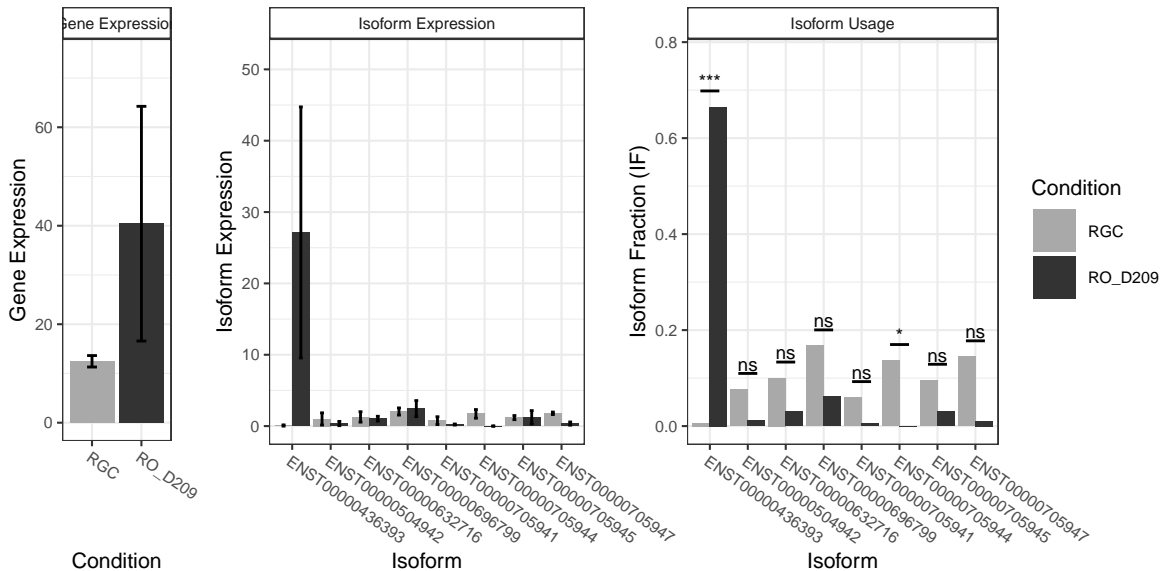 Gene Expression
Gene Expression
0
20
40
60
RGC
RO_D209
Condition
Isoform Expression
Isoform Expression
0
10
20
30
40
50
ENST00000436393
ENST00000504942
ENST00000632716
ENST00000696799
ENST00000705941
ENST00000705944
ENST00000705945
ENST00000705947
Isoform
Isoform Usage
Isoform Fraction (IF)
0.0
0.2
0.4
0.6
0.8
***
ns
ns
ns
ns
*
ns
ns
ENST00000436393
ENST00000504942
ENST00000632716
ENST00000696799
ENST00000705941
ENST00000705944
ENST00000705945
ENST00000705947
Isoform
Condition
RGC
RO_D209